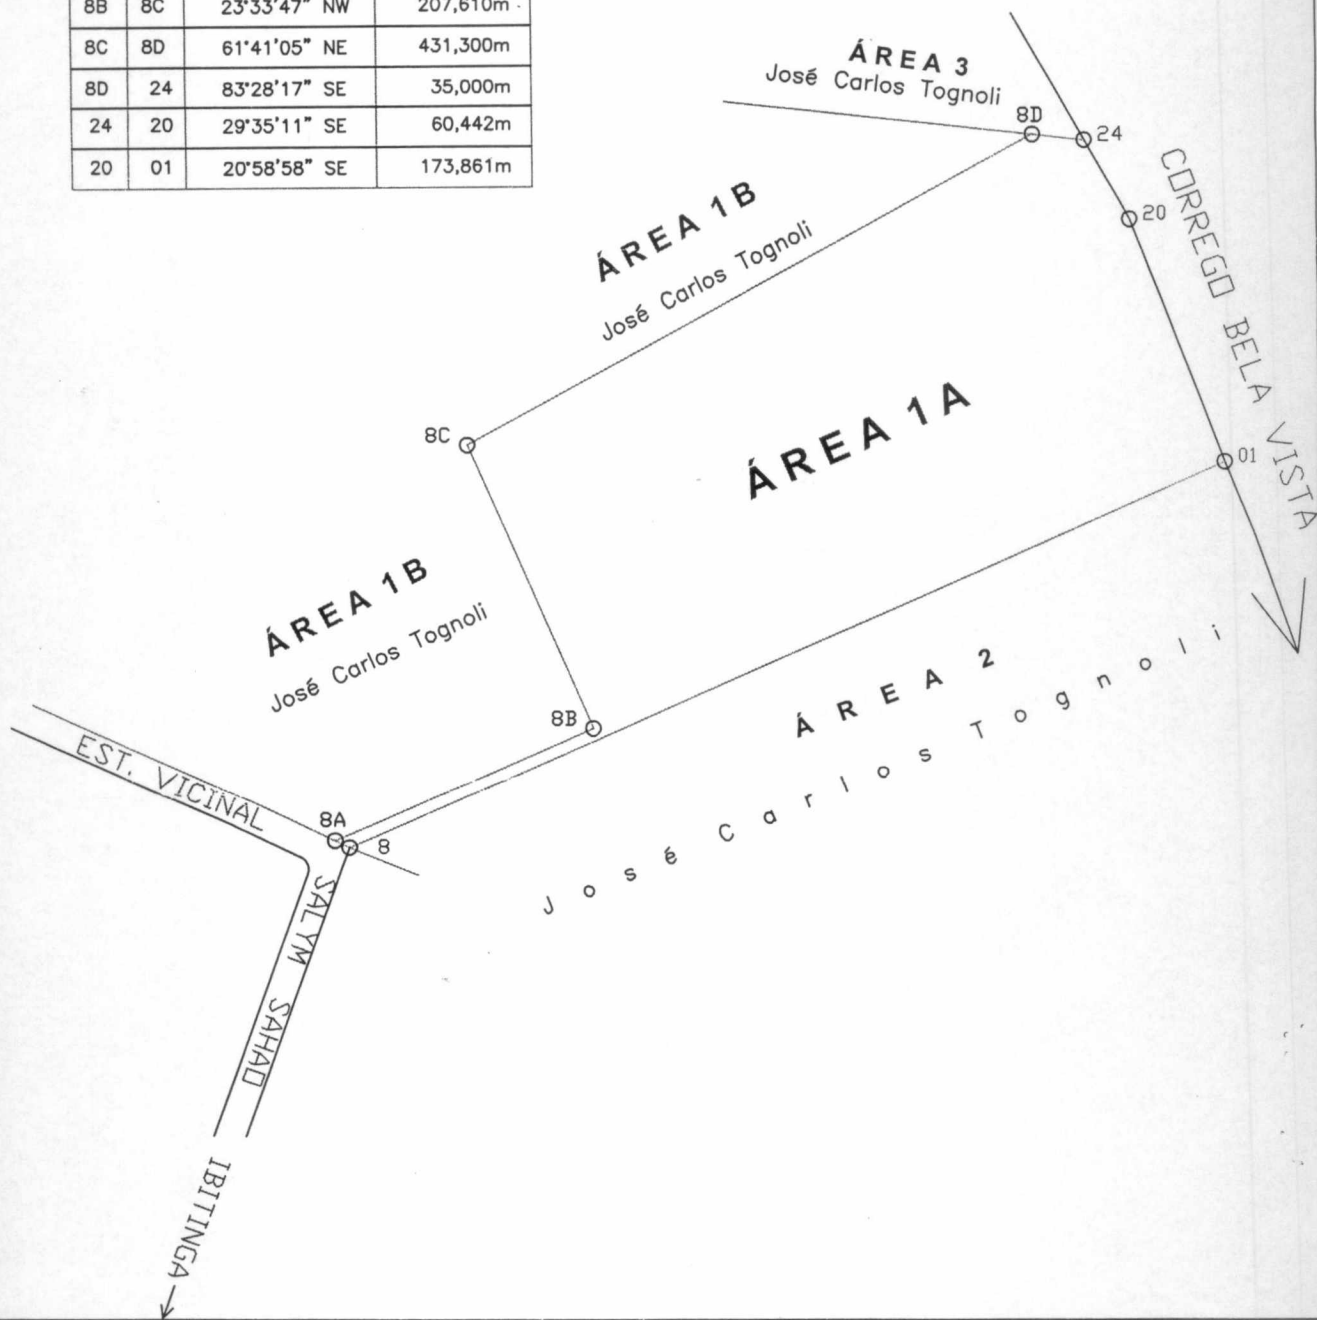 8B 8C 23°33'47" NW 207,610m
8C 8D 61°41'05" NE 431,300m
8D 24 83°28'17" SE 35,000m
24 20 29°35'11" SE 60,442m
20 01 20°58'58" SE 173,861m
ÁREA 3
José Carlos Tognoli
8D
24
20
CORREGO BELA VISTA
ÁREA 1B
José Carlos Tognoli
8C
ÁREA 1A
01
ÁREA 1B
José Carlos Tognoli
8B
ÁREA 2
José Carlos Tognoli
EST. VICINAL
8A
8
SALYM SAHAO
IBITINGA